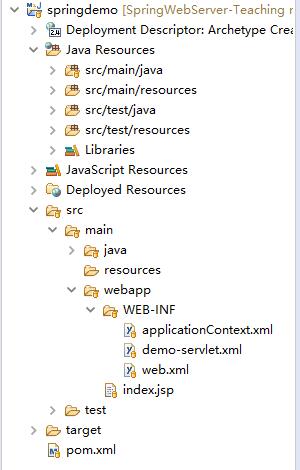 springdemo [SpringWebServer-Teaching
Deployment Descriptor: Archetype Crea
Java Resources
src/main/java
src/main/resources
src/test/java
src/test/resources
Libraries
JavaScript Resources
Deployed Resources
src
main
java
resources
webapp
WEB-INF
applicationContext.xml
demo-servlet.xml
web.xml
index.jsp
test
target
pom.xml